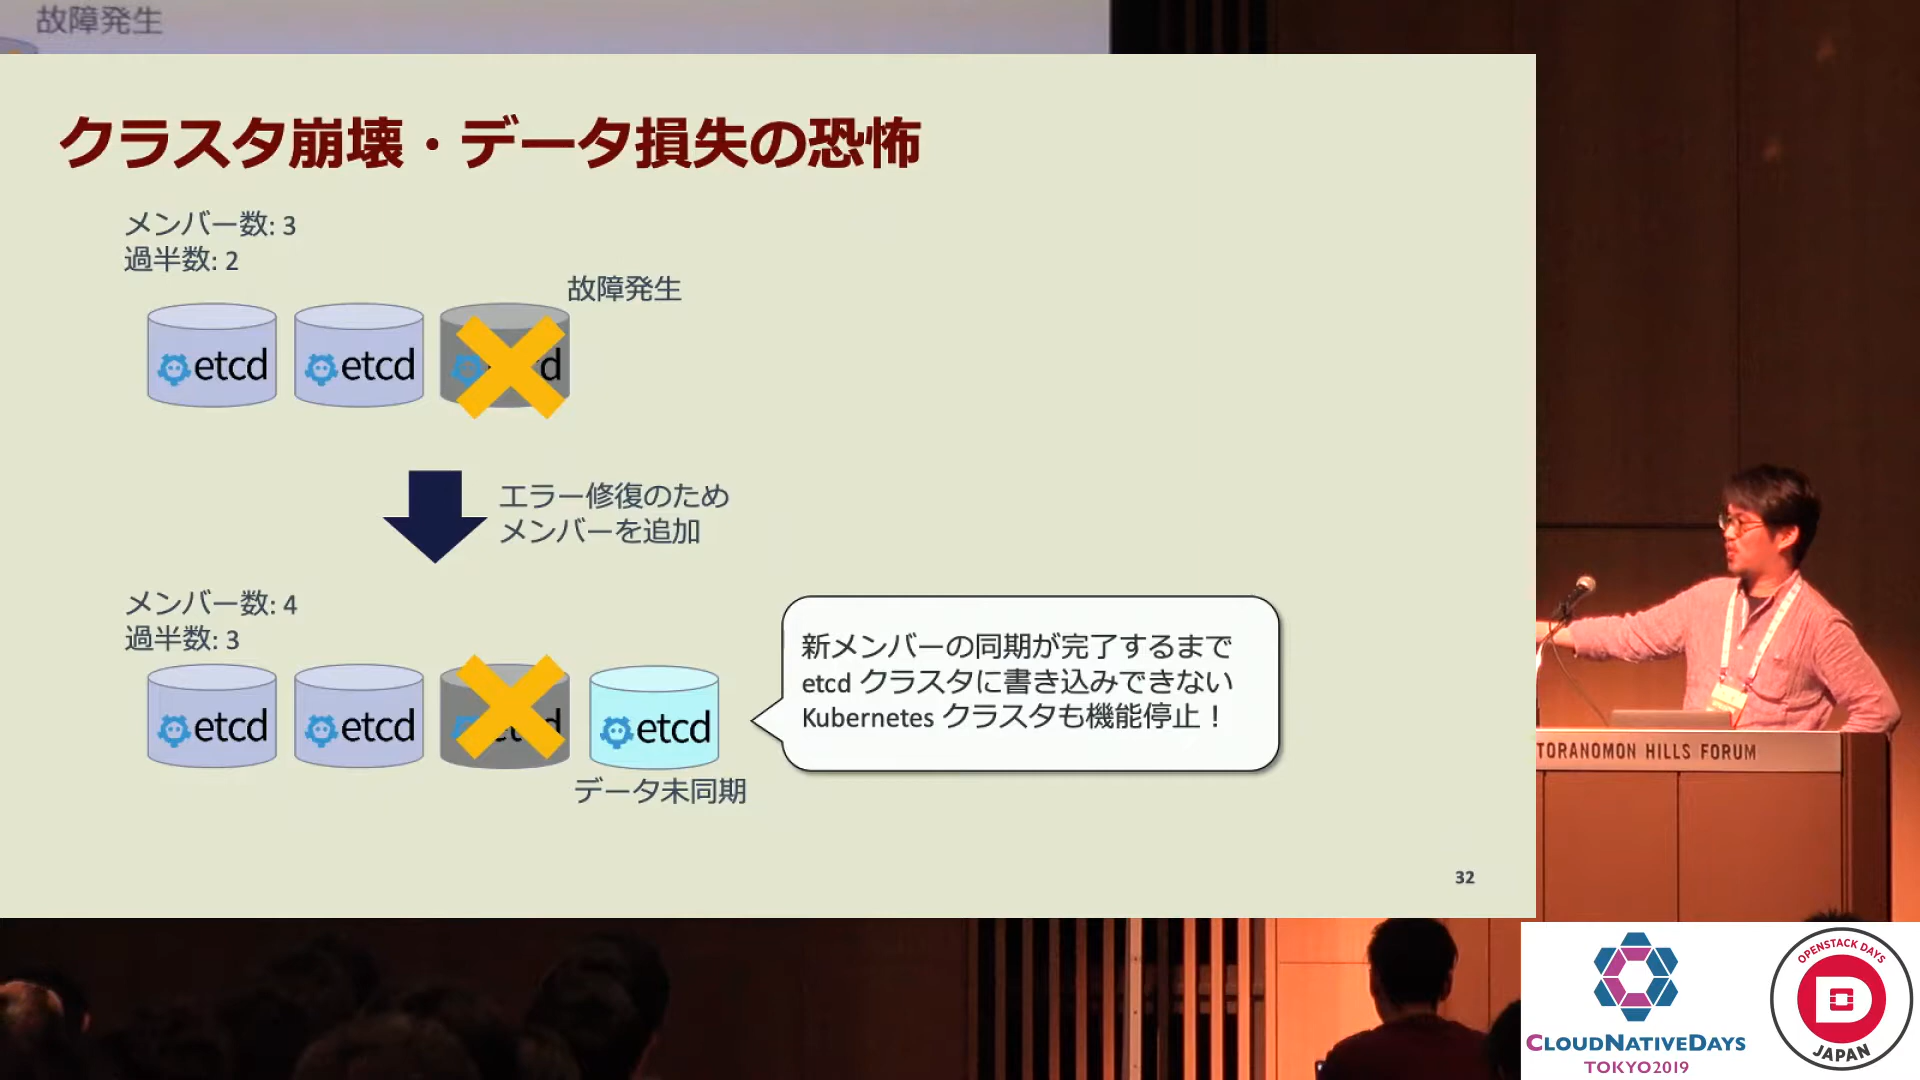 故障発生
クラスタ崩壊・データ損失の恐怖
メンバー数: 3
過半数: 2
故障発生
etcd
etcd
d
エラー修復のため
メンバーを追加
メンバー数: 4
過半数: 3
etcd
etcd
etcd
データ未同期
新メンバーの同期が完了するまで
etcd クラスタに書き込みできない
Kubernetes クラスタも機能停止！
32
TORANOMON HILLS FORUM
CLOUDNATIVEDAYS
TOKYO2019
OPENSTACK DAYS
JAPAN